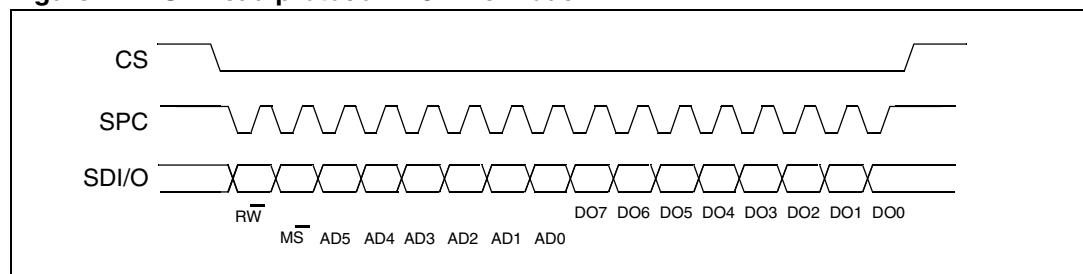 CS
SPC
SDI/O
RW̅ DO7 DO6 DO5 DO4 DO3 DO2 DO1 DO0
MS̅ AD5 AD4 AD3 AD2 AD1 AD0